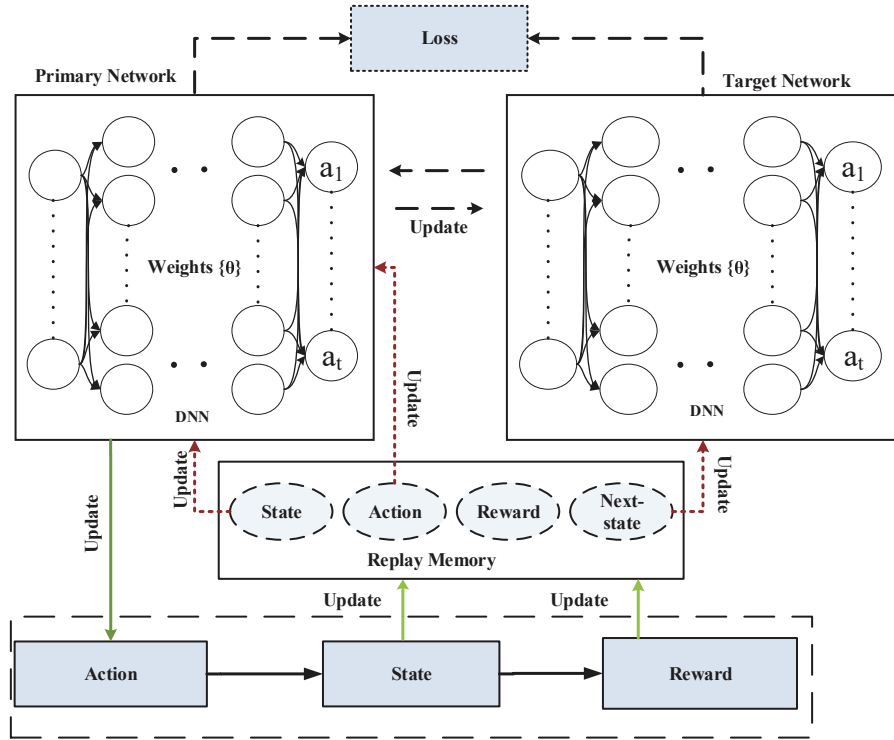 Loss
Primary Network
Target Network
a1
a1
Update
Weights {θ}
Weights {θ}
at
at
DNN
DNN
Update
Update
Update
Update
State
Action
Reward
Next-
state
Replay Memory
Update
Update
Action
State
Reward